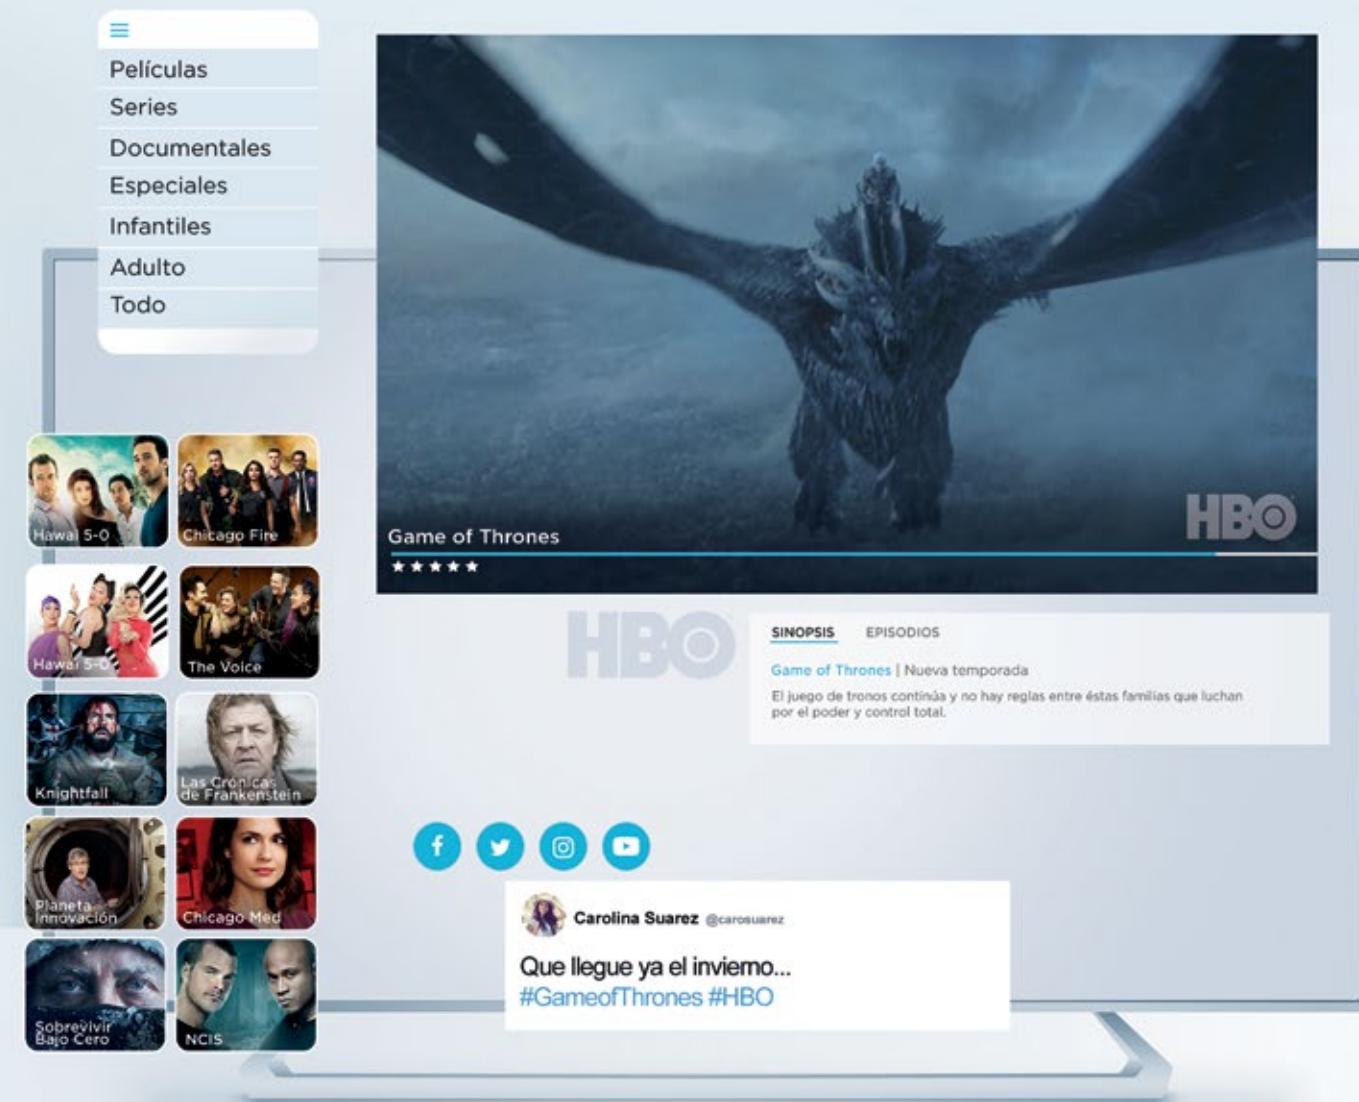 Películas
Series
Documentales
Especiales
Infantiles
Adulto
Todo
Hawai 5-0
Chicago Fire
Hawai 5-0
The Voice
Knightfall
Las Crónicas
de Frankenstein
Planeta
Innovación
Chicago Med
Sobrevivir
Bajo Cero
NCIS
HBO
Game of Thrones
HBO
SINOPSIS EPISODIOS
Game of Thrones | Nueva temporada
El juego de tronos continúa y no hay reglas entre éstas familias que luchan
por el poder y control total.
Carolina Suarez @carosuarez
Que llegue ya el invierno...
#GameofThrones #HBO